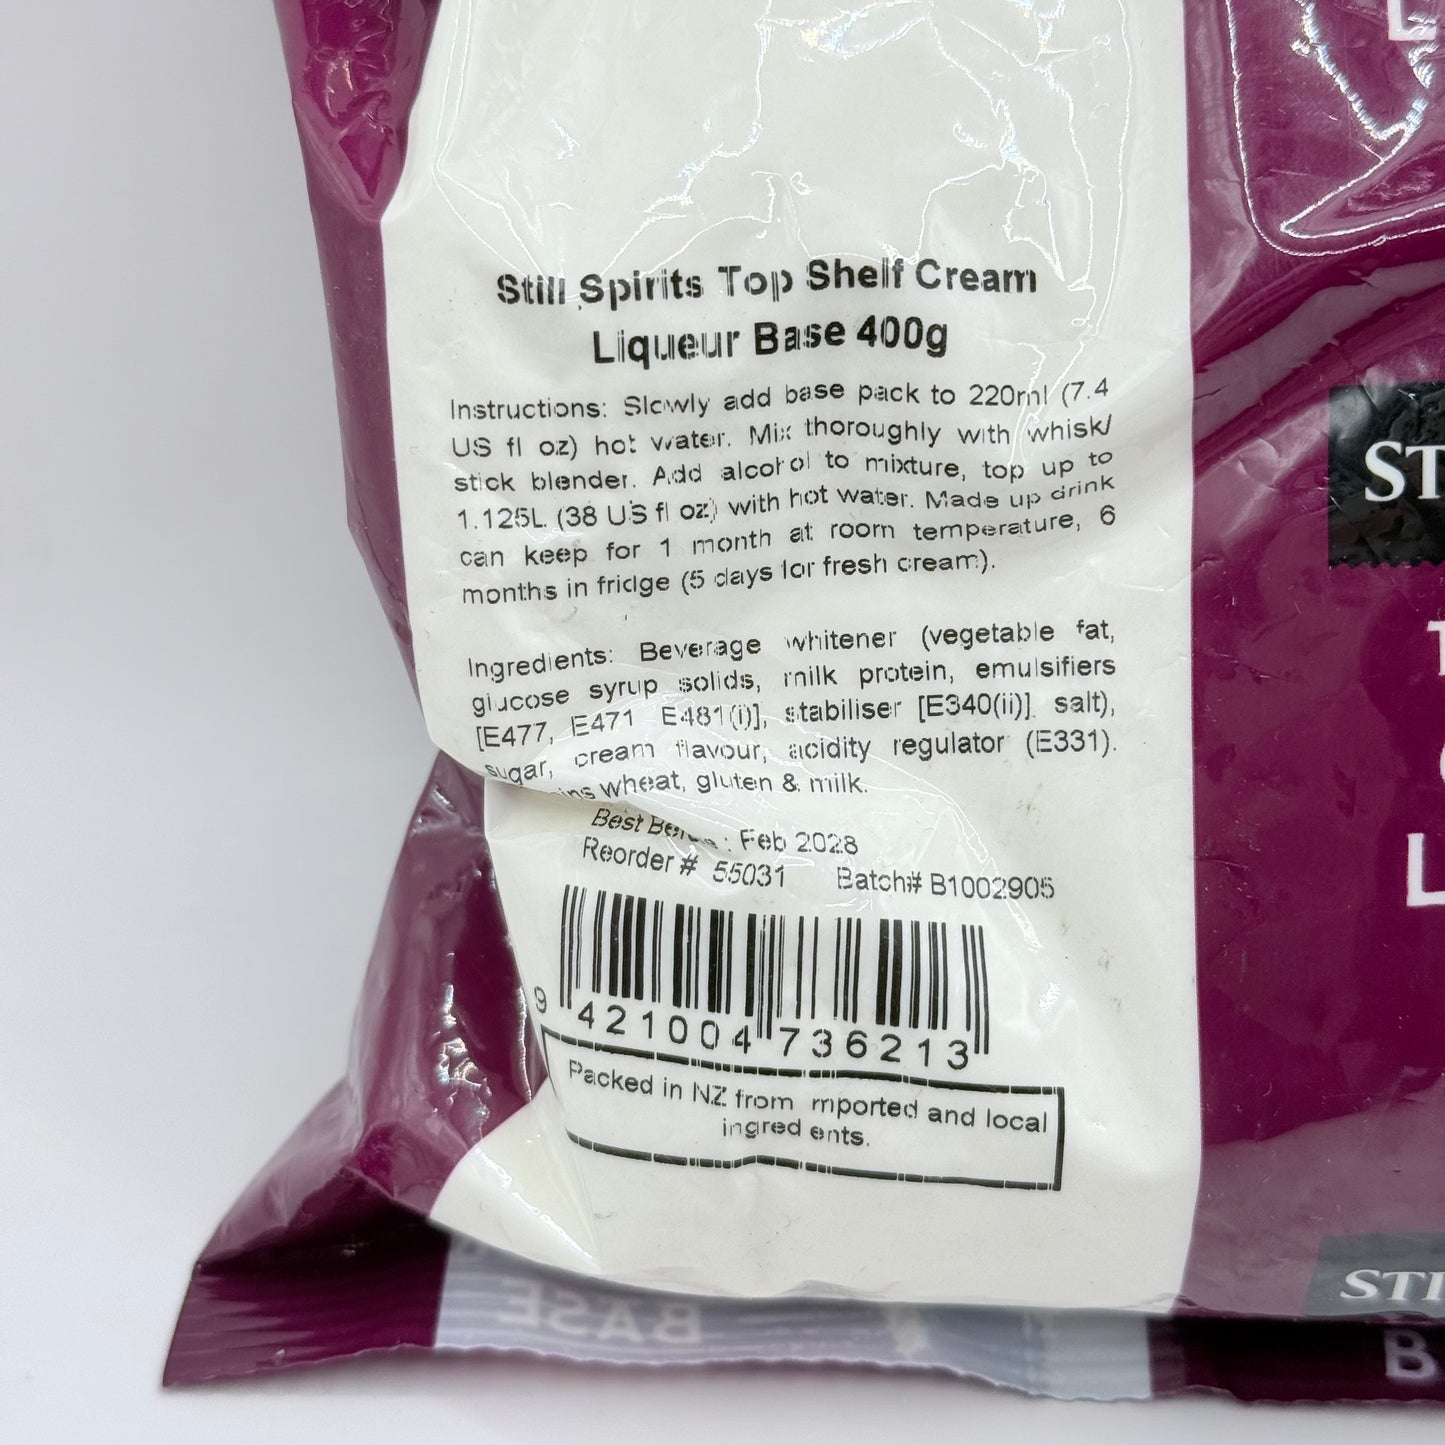 Still Spirits Top Shelf Cream
Liqueur Base 400g
Instructions: Slowly add base pack to 220ml (7.4
US fl oz) hot water. Mix thoroughly with whisk/
stick blender. Add alcohol to mixture, top up to
1.125L (38 US fl oz) with hot water. Made up drink
can keep for 1 month at room temperature, 6
months in fridge (5 days for fresh cream).
Ingredients: Beverage whitener (vegetable fat,
glucose syrup solids, milk protein, emulsifiers
[E477, E471 E481(i)], stabiliser [E340(ii)] salt),
sugar, cream flavour, acidity regulator (E331).
wheat, gluten & milk.
Best Before : Feb 2028
Reorder # 55031 Batch# B1002905
9 421004 736213
Packed in NZ from imported and local
ingredients.
BASE
ST
STI
B